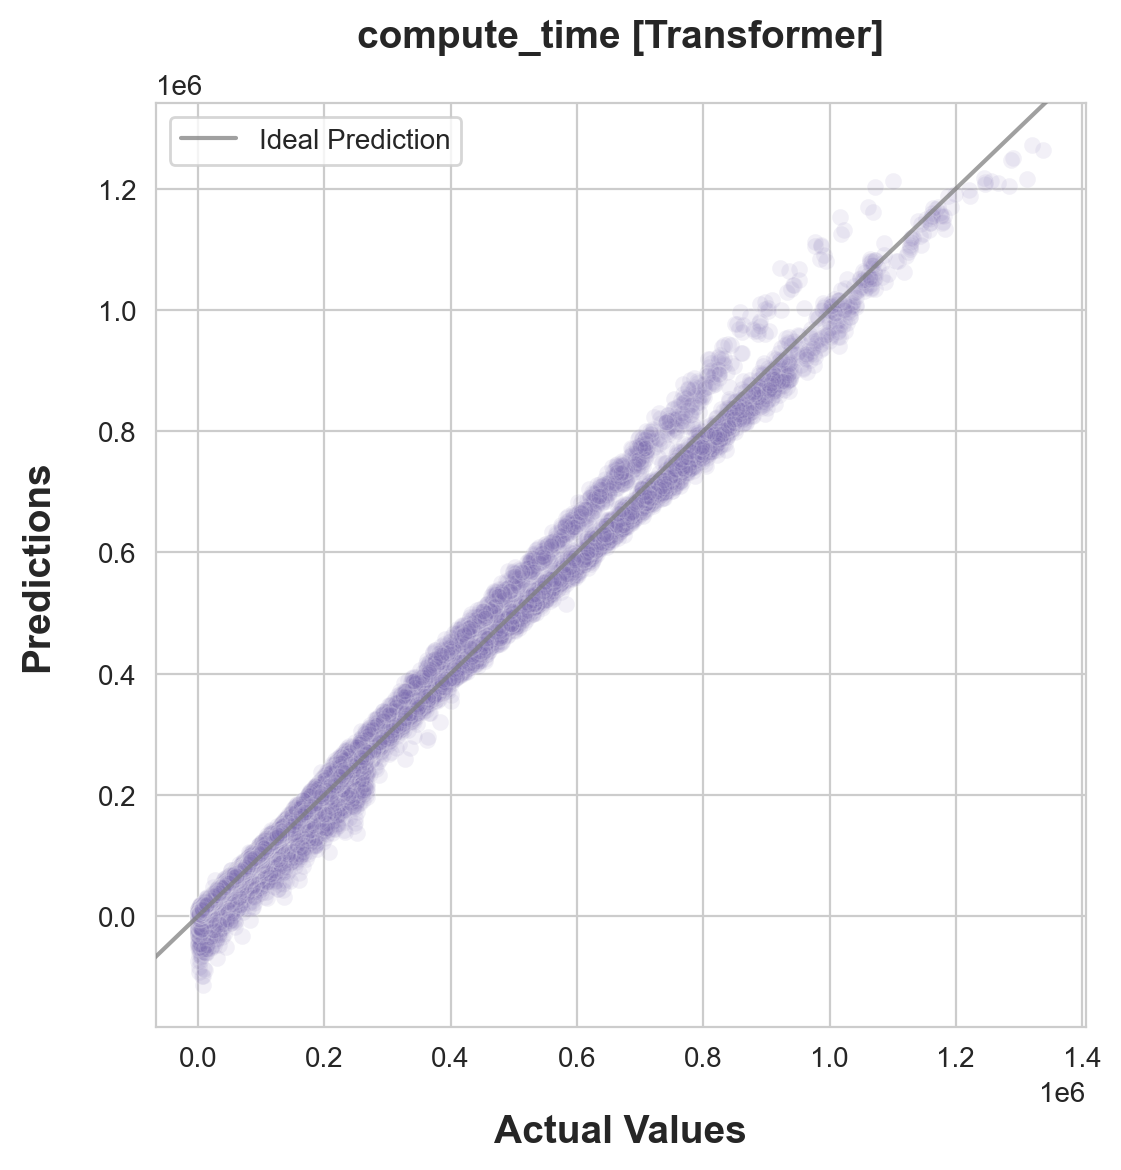 compute_time [Transformer]
1e6
Ideal Prediction
1.2
1.0
0.8
0.6
0.4
0.2
0.0
Predictions
0.0 0.2 0.4 0.6 0.8 1.0 1.2 1.4
1e6
Actual Values